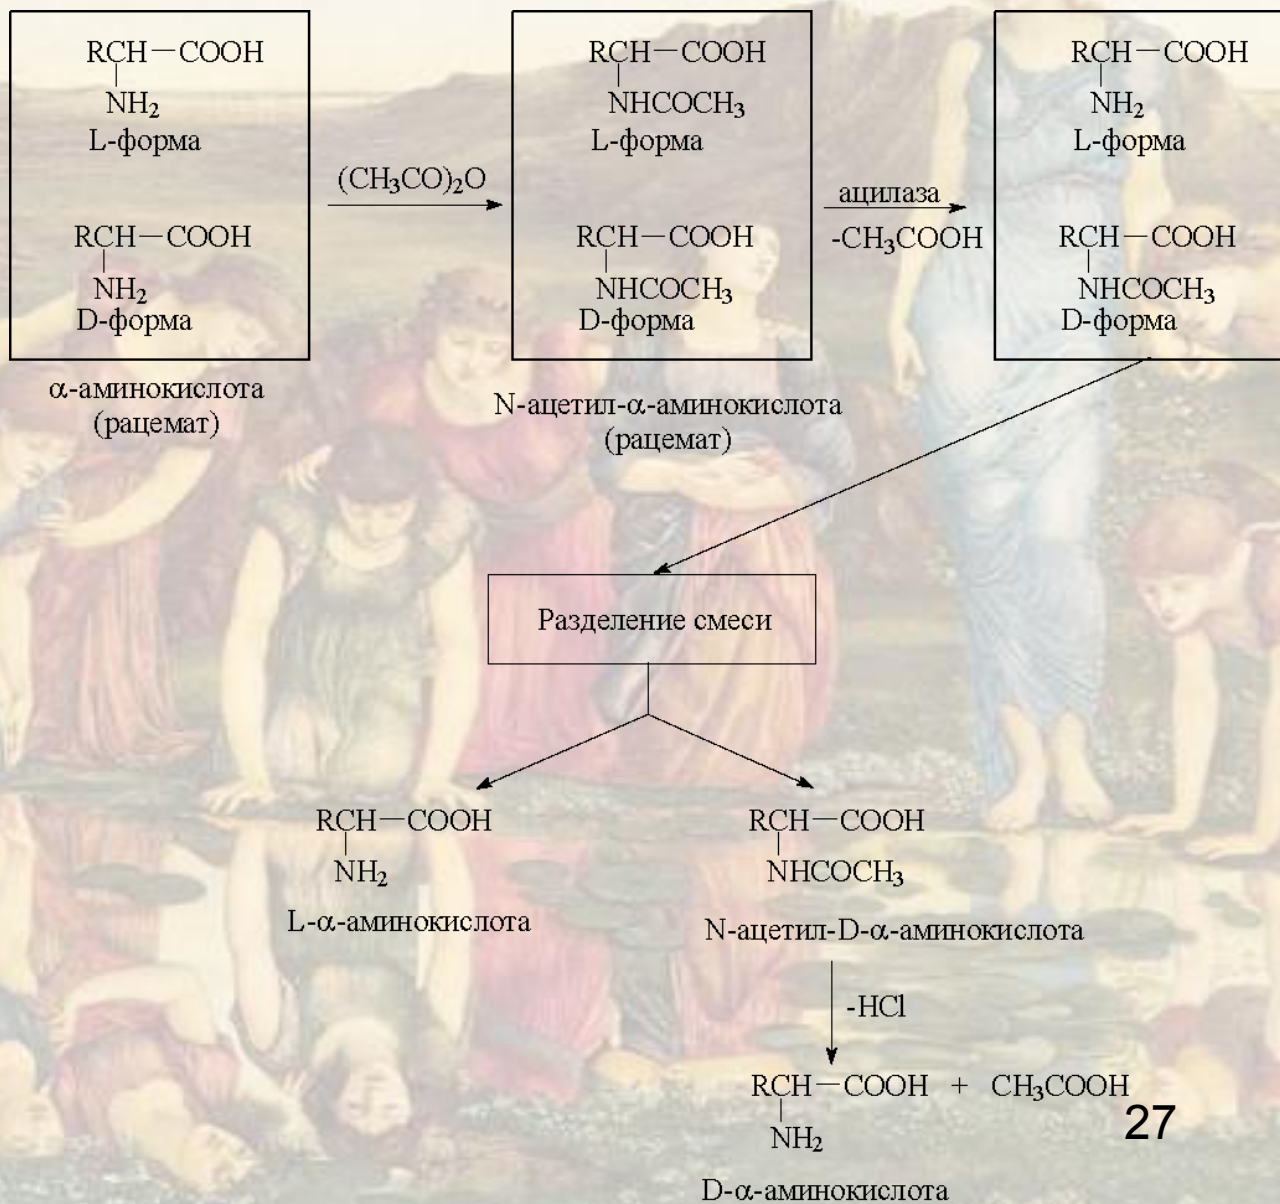 RCH—COOH
NH₂
L-форма
RCH—COOH
NH₂
D-форма
α-аминокислота
(рацемат)
(CH₃CO)₂O
RCH—COOH
NHCOCH₃
L-форма
RCH—COOH
NHCOCH₃
D-форма
N-ацетил-α-аминокислота
(рацемат)
ацилаза
-CH₃COOH
RCH—COOH
NH₂
L-форма
RCH—COOH
NHCOCH₃
D-форма
Разделение смеси
RCH—COOH
NH₂
L-α-аминокислота
RCH—COOH
NHCOCH₃
N-ацетил-D-α-аминокислота
-HCl
RCH—COOH + CH₃COOH
NH₂
D-α-аминокислота
27